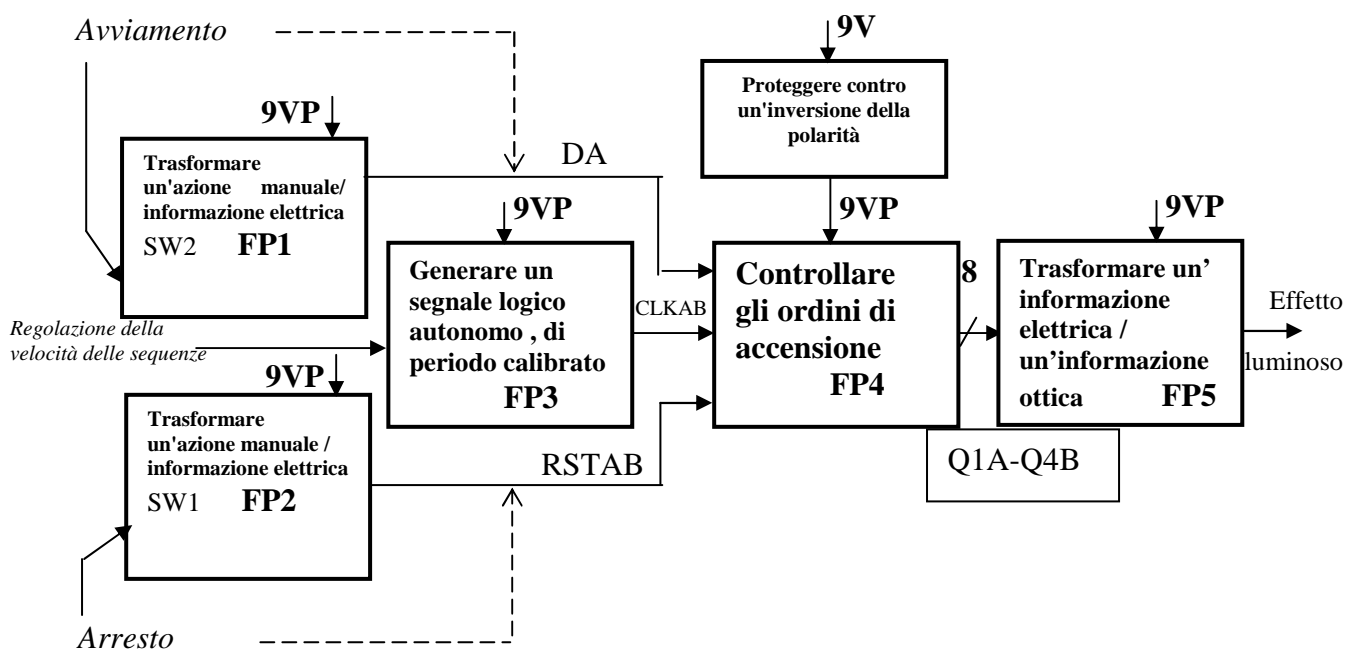 Avviamento
9V
Proteggere contro
un'inversione della
polarità
9VP
Trasformare
un'azione manuale/
informazione elettrica
SW2 FP1
DA
9VP
9VP
9VP
Generare un
segnale logico
autonomo , di
periodo calibrato
FP3
CLKAB
Controllare
gli ordini di
accensione
FP4
8
Trasformare un'
informazione
elettrica /
un'informazione
ottica FP5
Effetto
luminoso
Regolazione della
velocità delle sequenze
9VP
Trasformare
un'azione manuale /
informazione elettrica
SW1 FP2
RSTAB
Q1A-Q4B
Arresto